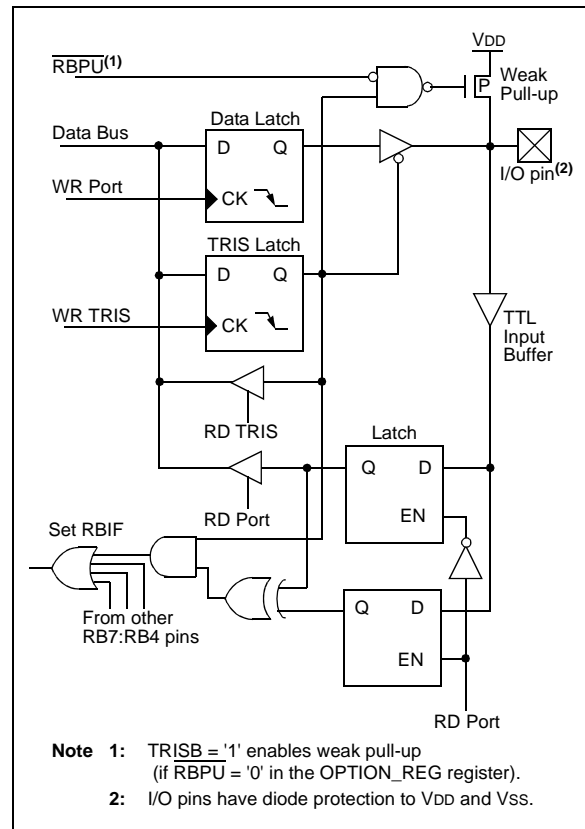 VDD
RBPU(1)
P
Weak
Pull-up
Data Latch
Data Bus
D Q
I/O pin(2)
WR Port
CK
TRIS Latch
D Q
WR TRIS
CK
TTL
Input
Buffer
RD TRIS
Latch
Q D
RD Port
EN
Set RBIF
Q D
From other
RB7:RB4 pins
EN
RD Port
Note 1: TRISB = '1' enables weak pull-up
(if RBPU = '0' in the OPTION_REG register).
2: I/O pins have diode protection to VDD and VSS.